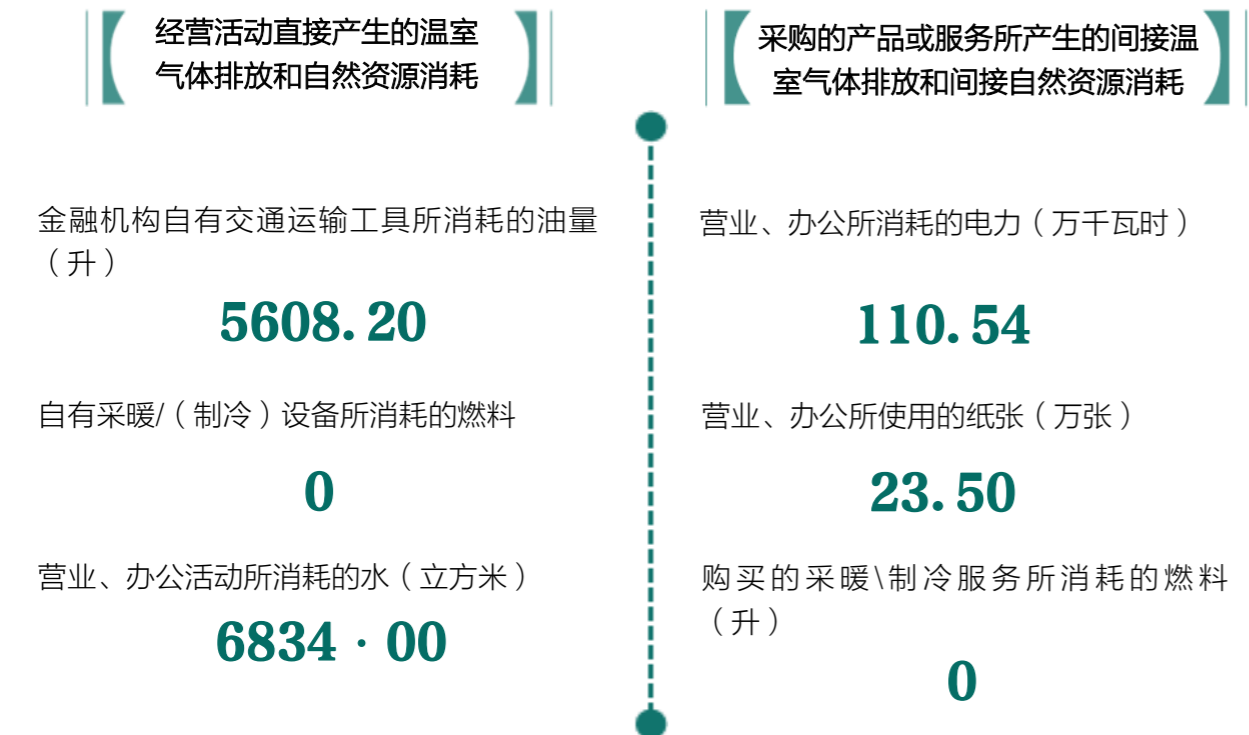 经营活动直接产生的温室
气体排放和自然资源消耗
金融机构自有交通运输工具所消耗的油量
（升）
5608.20
自有采暖/（制冷）设备所消耗的燃料
0
营业、办公活动所消耗的水（立方米）
6834·00
采购的产品或服务所产生的间接温
室气体排放和间接自然资源消耗
营业、办公所消耗的电力（万千瓦时）
110.54
营业、办公所使用的纸张（万张）
23.50
购买的采暖\制冷服务所消耗的燃料
（升）
0